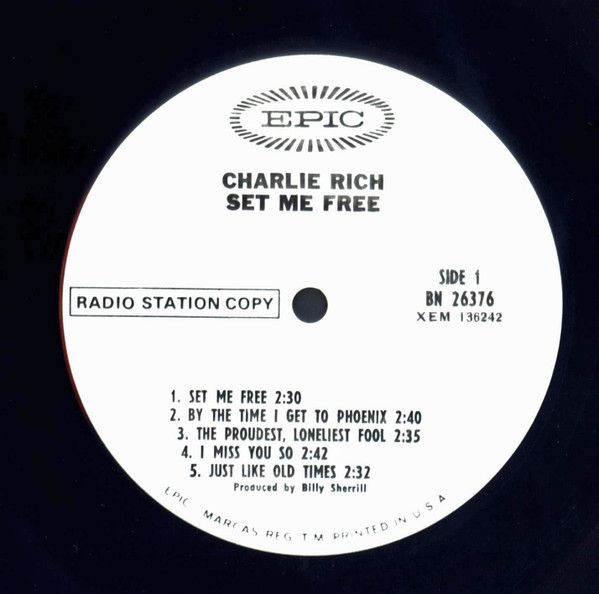 EPIC
CHARLIE RICH
SET ME FREE
SIDE 1
BN 26376
XEM 136242
RADIO STATION COPY
1. SET ME FREE 2:30
2. BY THE TIME I GET TO PHOENIX 2:40
3. THE PROUDEST, LONELIEST FOOL 2:35
4. I MISS YOU SO 2:42
5. JUST LIKE OLD TIMES 2:32
Produced by Billy Sherrill
EPIC, MARCAS REG. T.M. PRINTED IN U S A